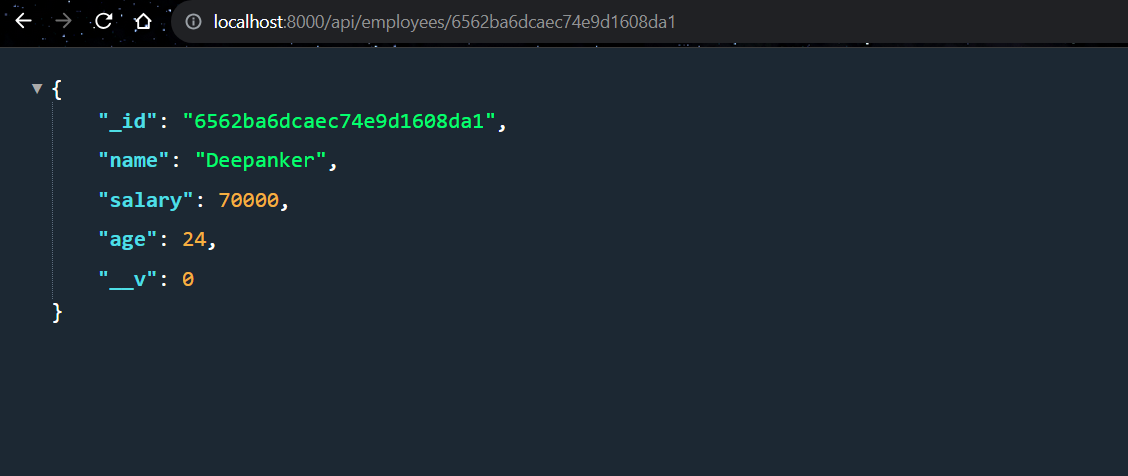 localhost:8000/api/employees/6562ba6dcaec74e9d1608da1
{
"_id": "6562ba6dcaec74e9d1608da1",
"name": "Deepanker",
"salary": 70000,
"age": 24,
"__v": 0
}